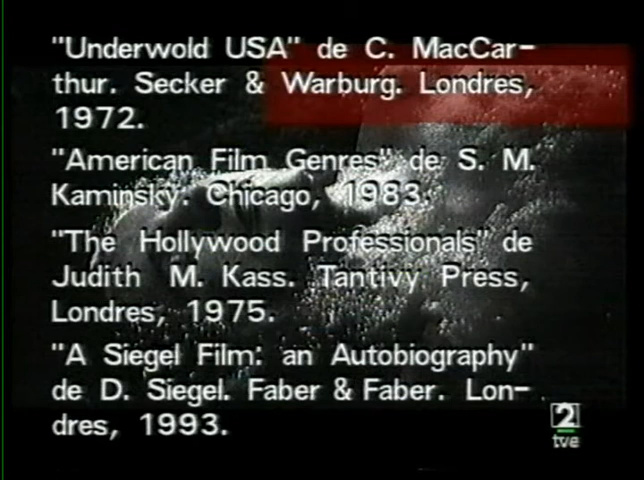 "Underwold USA" de C. MacCar-
thur. Secker & Warburg. Londres,
1972.
"American Film Genres" de S. M.
Kaminsky. Chicago, 1983.
"The Hollywood Professionals" de
Judith M. Kass. Tantivy Press,
Londres, 1975.
"A Siegel Film: an Autobiography"
de D. Siegel. Faber & Faber. Lon-
dres, 1993.
2
tve